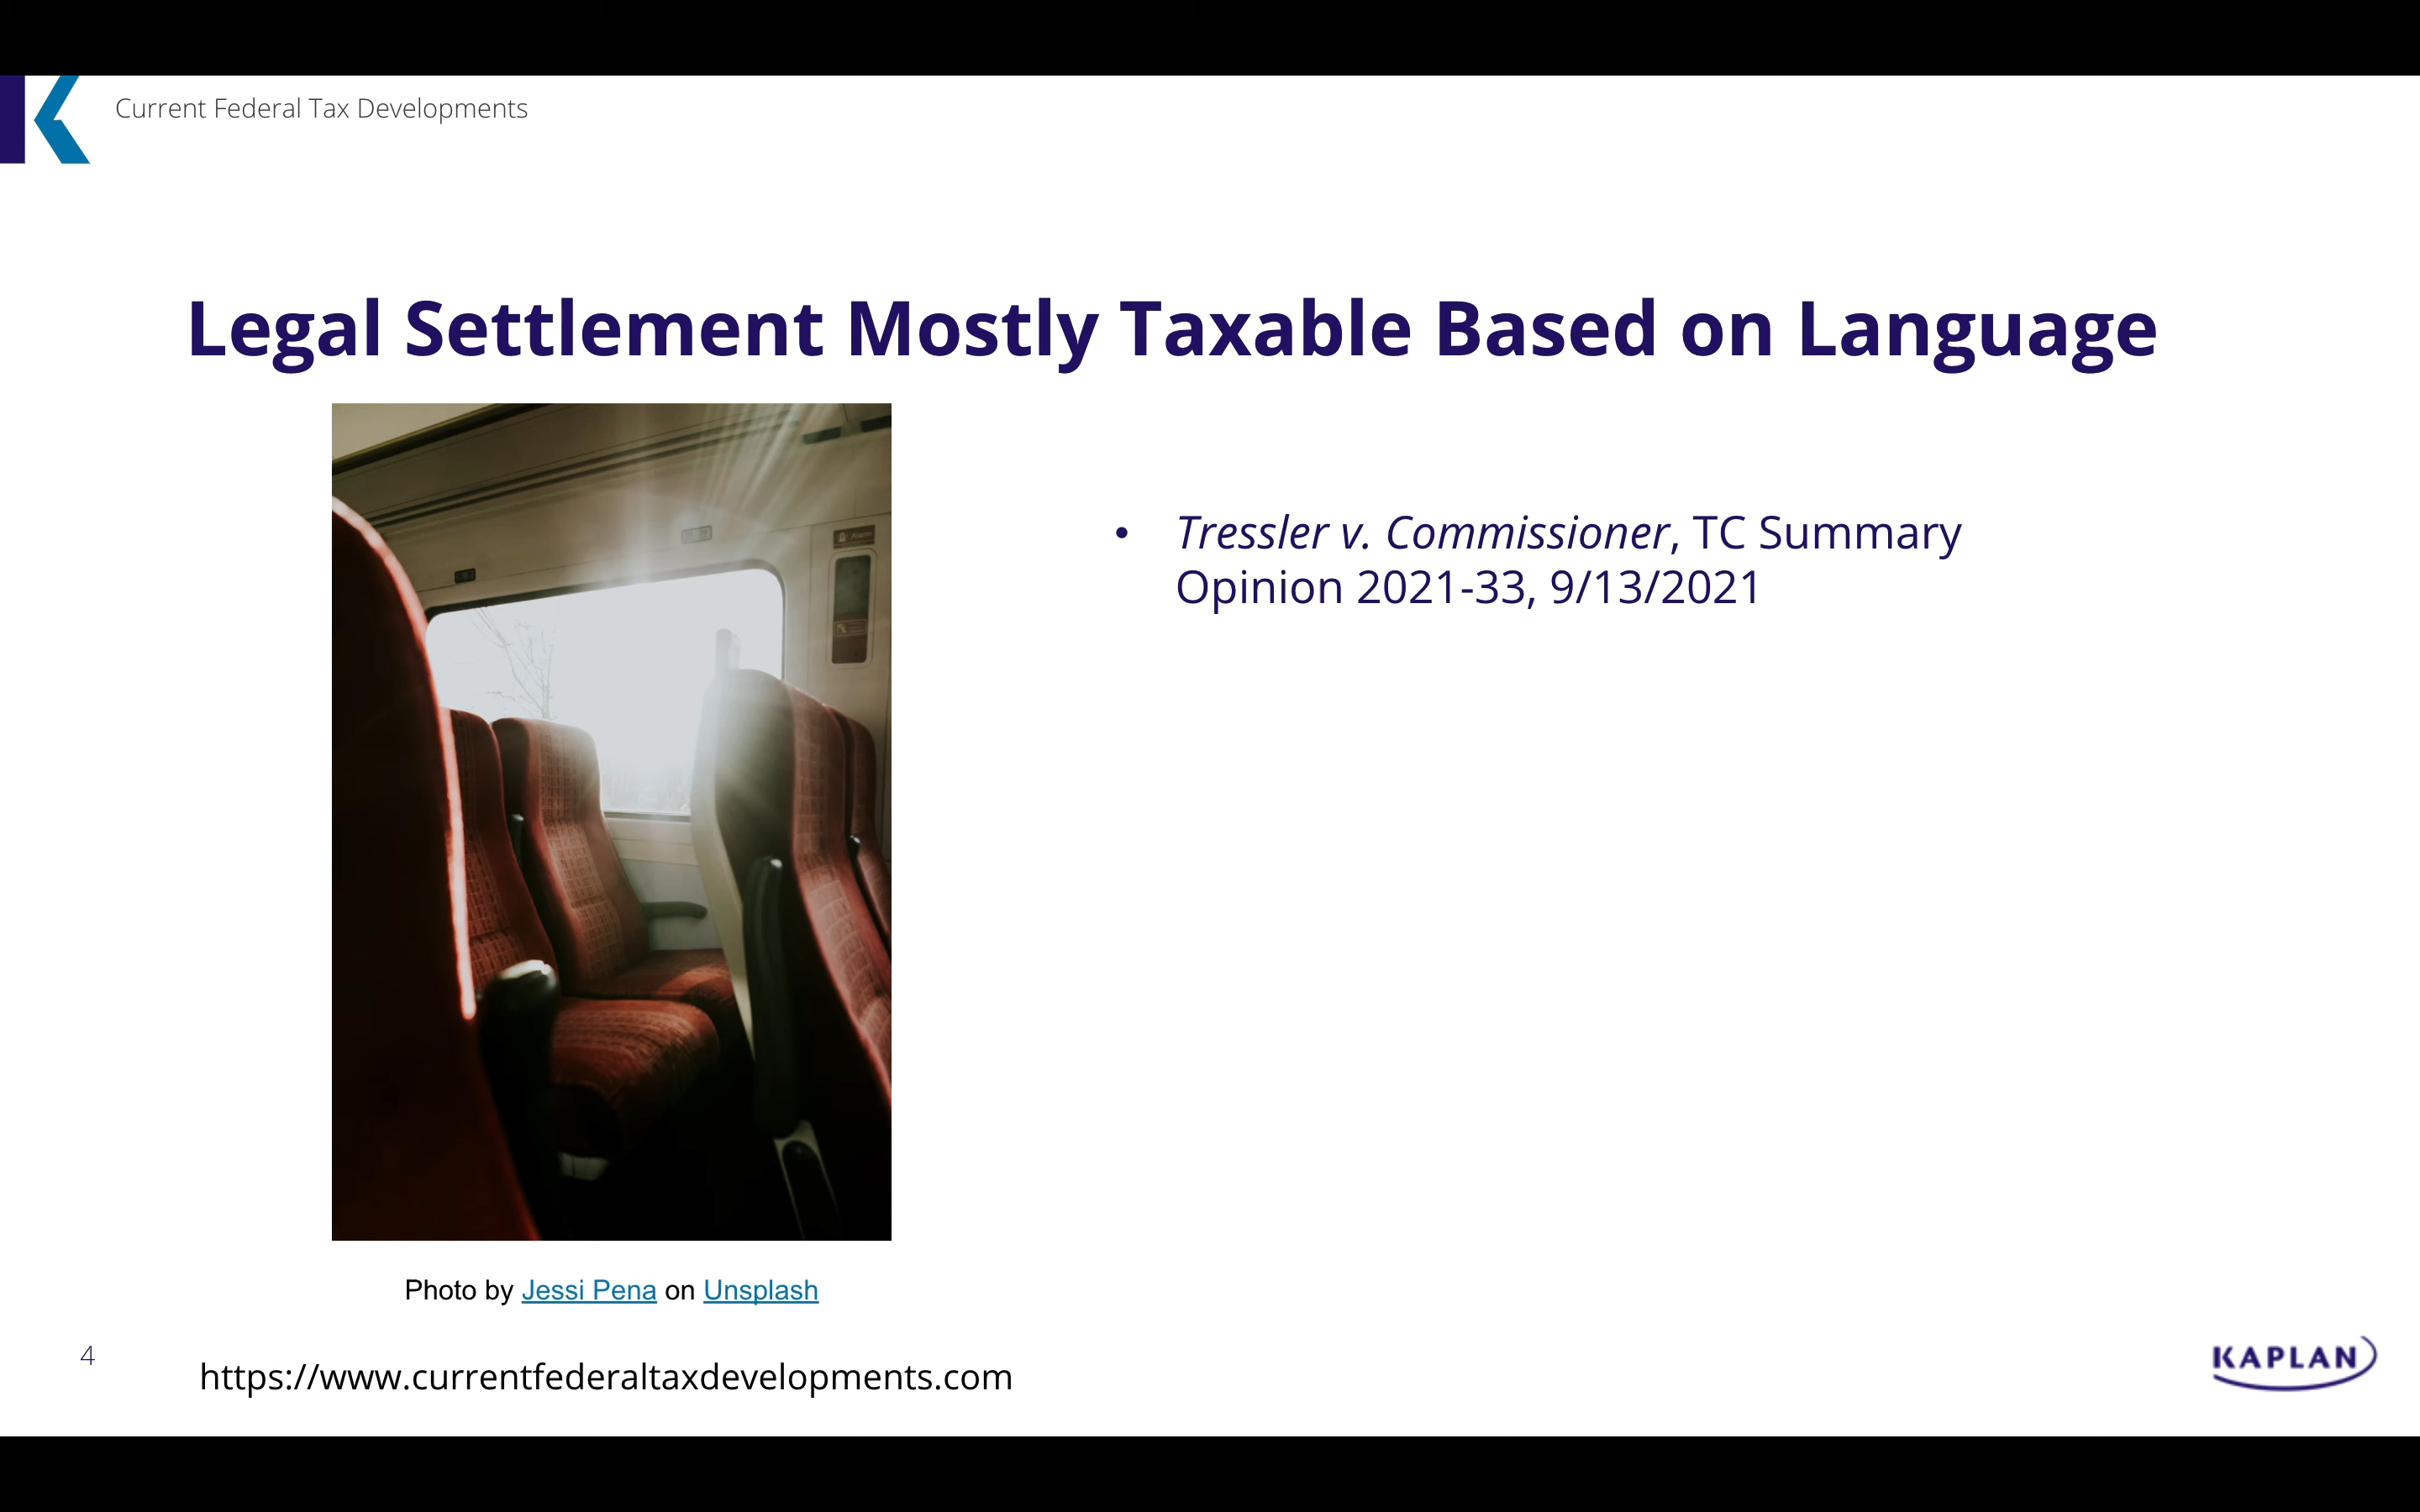 Current Federal Tax Developments
Legal Settlement Mostly Taxable Based on Language
• Tressler v. Commissioner, TC Summary
Opinion 2021-33, 9/13/2021
Photo by Jessi Pena on Unsplash
4
https://www.currentfederaltaxdevelopments.com
KAPLAN